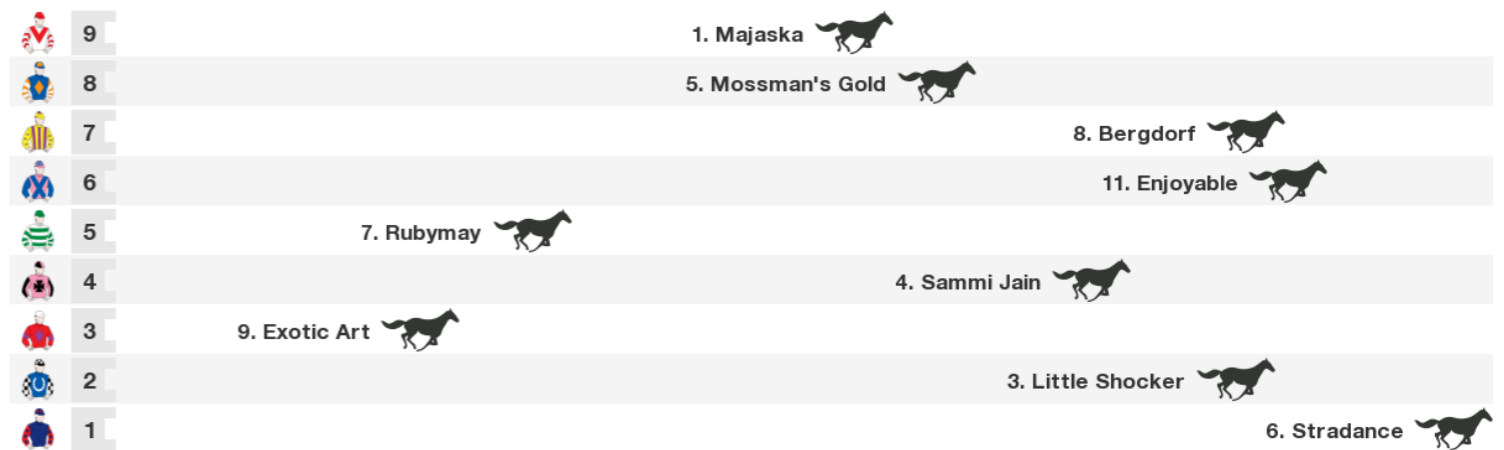 9 1. Majaska
8 5. Mossman's Gold
7 8. Bergdorf
6 11. Enjoyable
5 7. Rubymay
4 4. Sammi Jain
3 9. Exotic Art
2 3. Little Shocker
1 6. Stradance